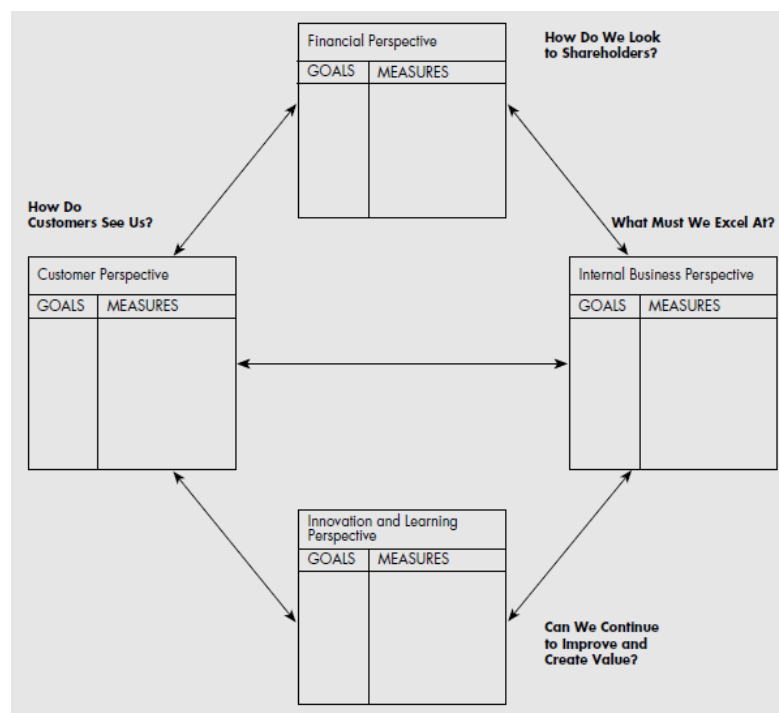 Financial Perspective
GOALS MEASURES
How Do We Look
to Shareholders?
How Do
Customers See Us?
What Must We Excel At?
Customer Perspective
GOALS MEASURES
Internal Business Perspective
GOALS MEASURES
Innovation and Learning
Perspective
GOALS MEASURES
Can We Continue
to Improve and
Create Value?